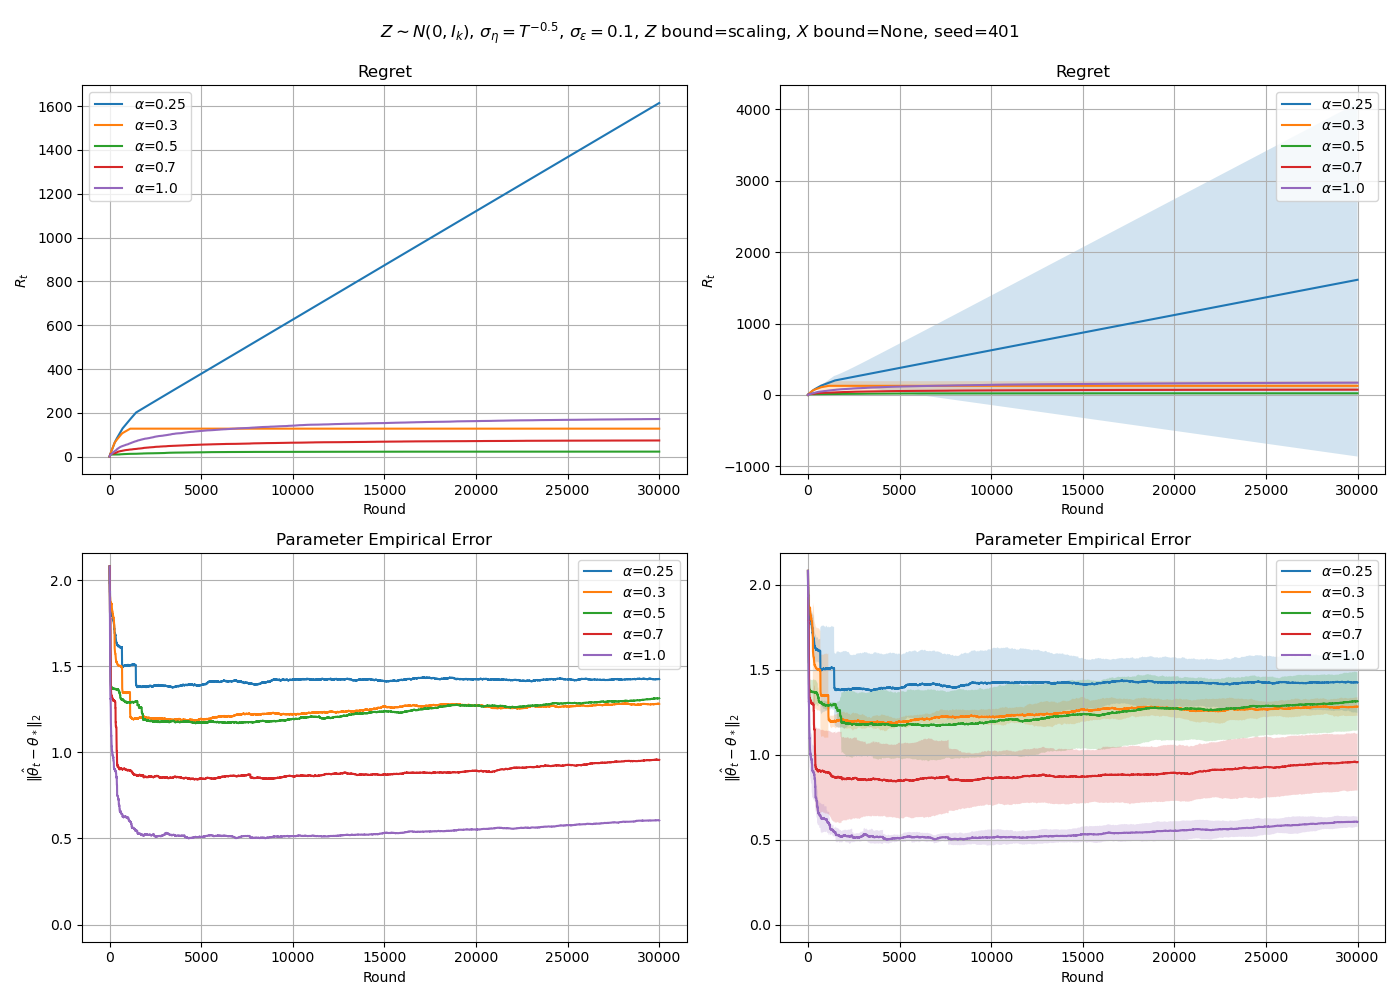 Z ∼ N(0, I_k), σ_η = T^{−0.5}, σ_ε = 0.1, Z bound=scaling, X bound=None, seed=401
Regret
R_t
1600
1400
1200
1000
800
600
400
200
0
α=0.25
α=0.3
α=0.5
α=0.7
α=1.0
0 5000 10000 15000 20000 25000 30000
Round
Regret
R_t
4000
3000
2000
1000
0
−1000
α=0.25
α=0.3
α=0.5
α=0.7
α=1.0
0 5000 10000 15000 20000 25000 30000
Round
Parameter Empirical Error
‖θ̂_t − θ_*‖_2
2.0
1.5
1.0
0.5
0.0
α=0.25
α=0.3
α=0.5
α=0.7
α=1.0
0 5000 10000 15000 20000 25000 30000
Round
Parameter Empirical Error
‖θ̂_t − θ_*‖_2
2.0
1.5
1.0
0.5
0.0
α=0.25
α=0.3
α=0.5
α=0.7
α=1.0
0 5000 10000 15000 20000 25000 30000
Round